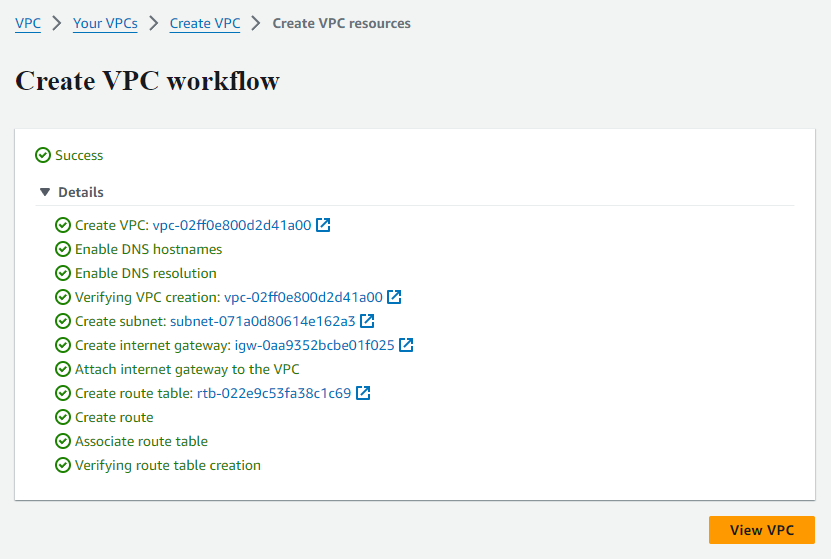 VPC > Your VPCs > Create VPC > Create VPC resources
Create VPC workflow
Success
Details
Create VPC: vpc-02ff0e800d2d41a00
Enable DNS hostnames
Enable DNS resolution
Verifying VPC creation: vpc-02ff0e800d2d41a00
Create subnet: subnet-071a0d80614e162a3
Create internet gateway: igw-0aa9352bcbe01f025
Attach internet gateway to the VPC
Create route table: rtb-022e9c53fa38c1c69
Create route
Associate route table
Verifying route table creation
View VPC